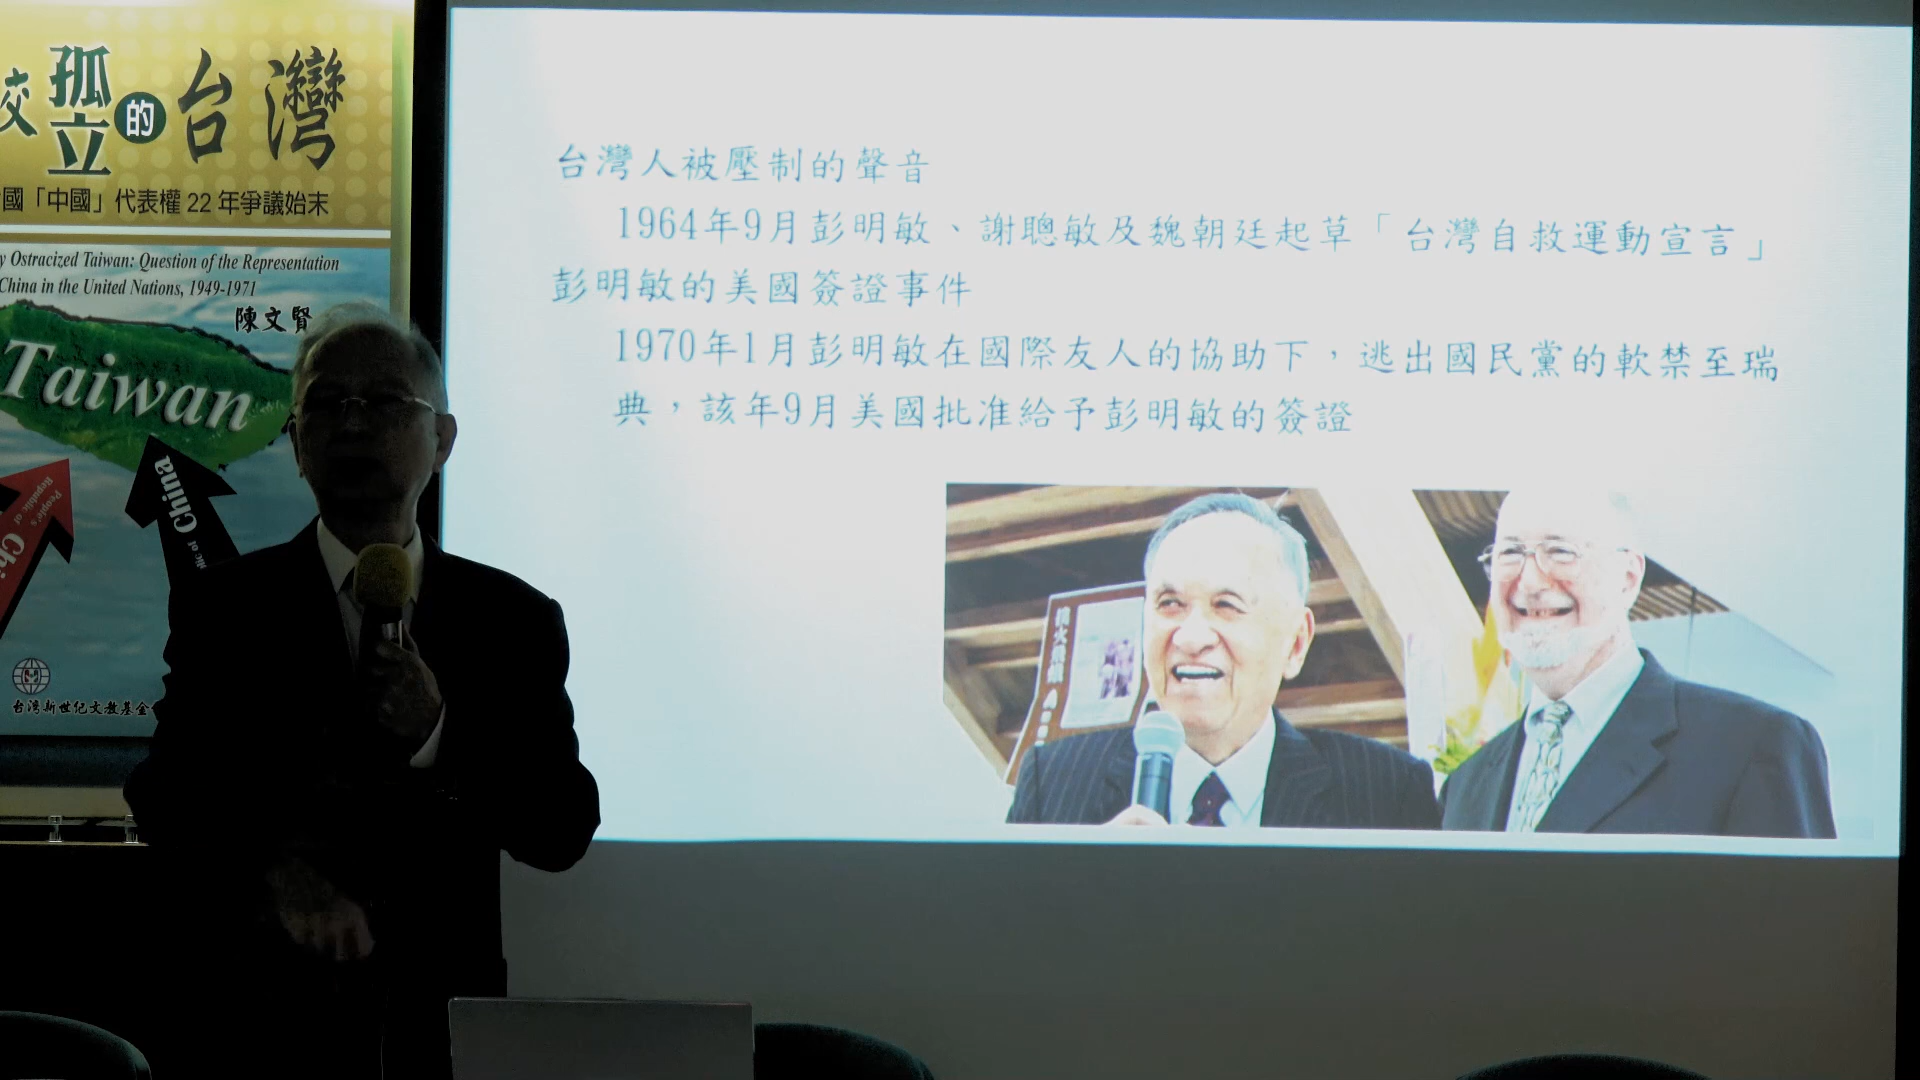 孤立的台灣
國「中國」代表權 22 年爭議始末
y Ostracized Taiwan: Question of the Representation
China in the United Nations, 1949-1971
陳文賢
Taiwan
People's
Republic of
China
台灣新世紀文教基金
台灣人被壓制的聲音
1964年9月彭明敏、謝聰敏及魏朝廷起草「台灣自救運動宣言」
彭明敏的美國簽證事件
1970年1月彭明敏在國際友人的協助下，逃出國民黨的軟禁至瑞
典，該年9月美國批准給予彭明敏的簽證